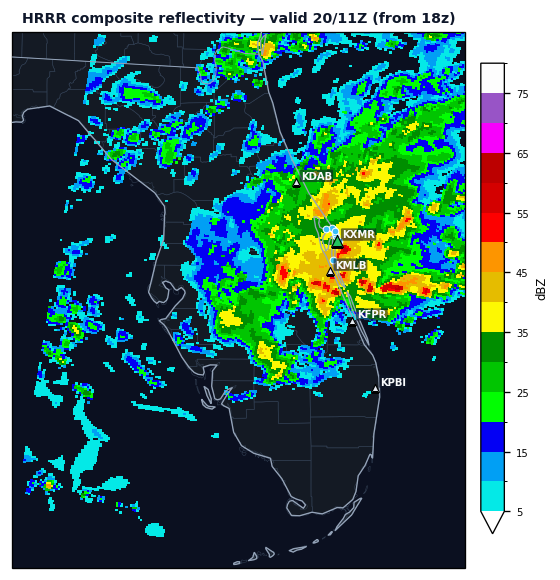 HRRR composite reflectivity — valid 20/11Z (from 18z)
KDAB
KXMR
KMLB
KFPR
KPBI
75
65
55
45
35
25
15
5
dBZ